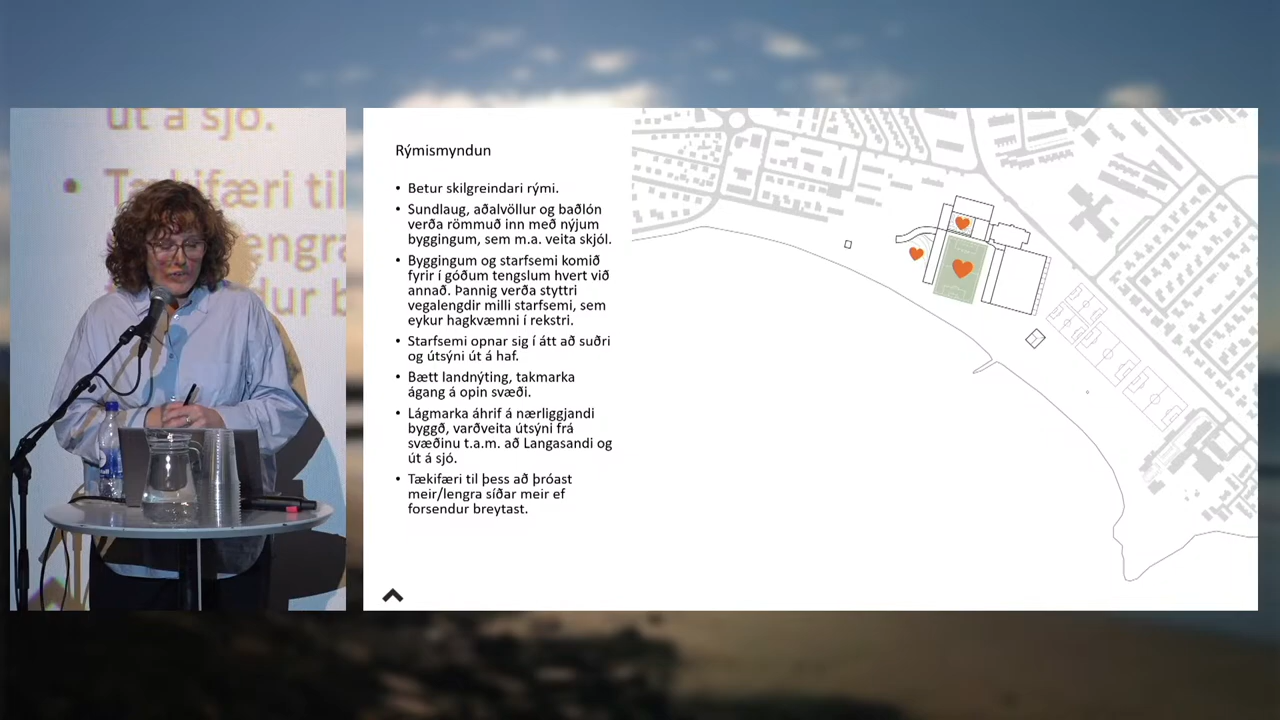 út á sjó.
• Tækifæri til
lengra
dur b
Rýmismyndun
• Betur skilgreindari rými.
• Sundlaug, aðalvöllur og baðlón
verða römmuð inn með nýjum
byggingum, sem m.a. veita skjól.
• Byggingum og starfsemi komið
fyrir í góðum tengslum hvert við
annað. Þannig verða styttri
vegalengdir milli starfsemi, sem
eykur hagkvæmni í rekstri.
• Starfsemi opnar sig í átt að suðri
og útsýni út á haf.
• Bætt landnýting, takmarka
ágang á opin svæði.
• Lágmarka áhrif á nærliggjandi
byggð, varðveita útsýni frá
svæðinu t.a.m. að Langasandi og
út á sjó.
• Tækifæri til þess að þróast
meir/lengra síðar meir ef
forsendur breytast.